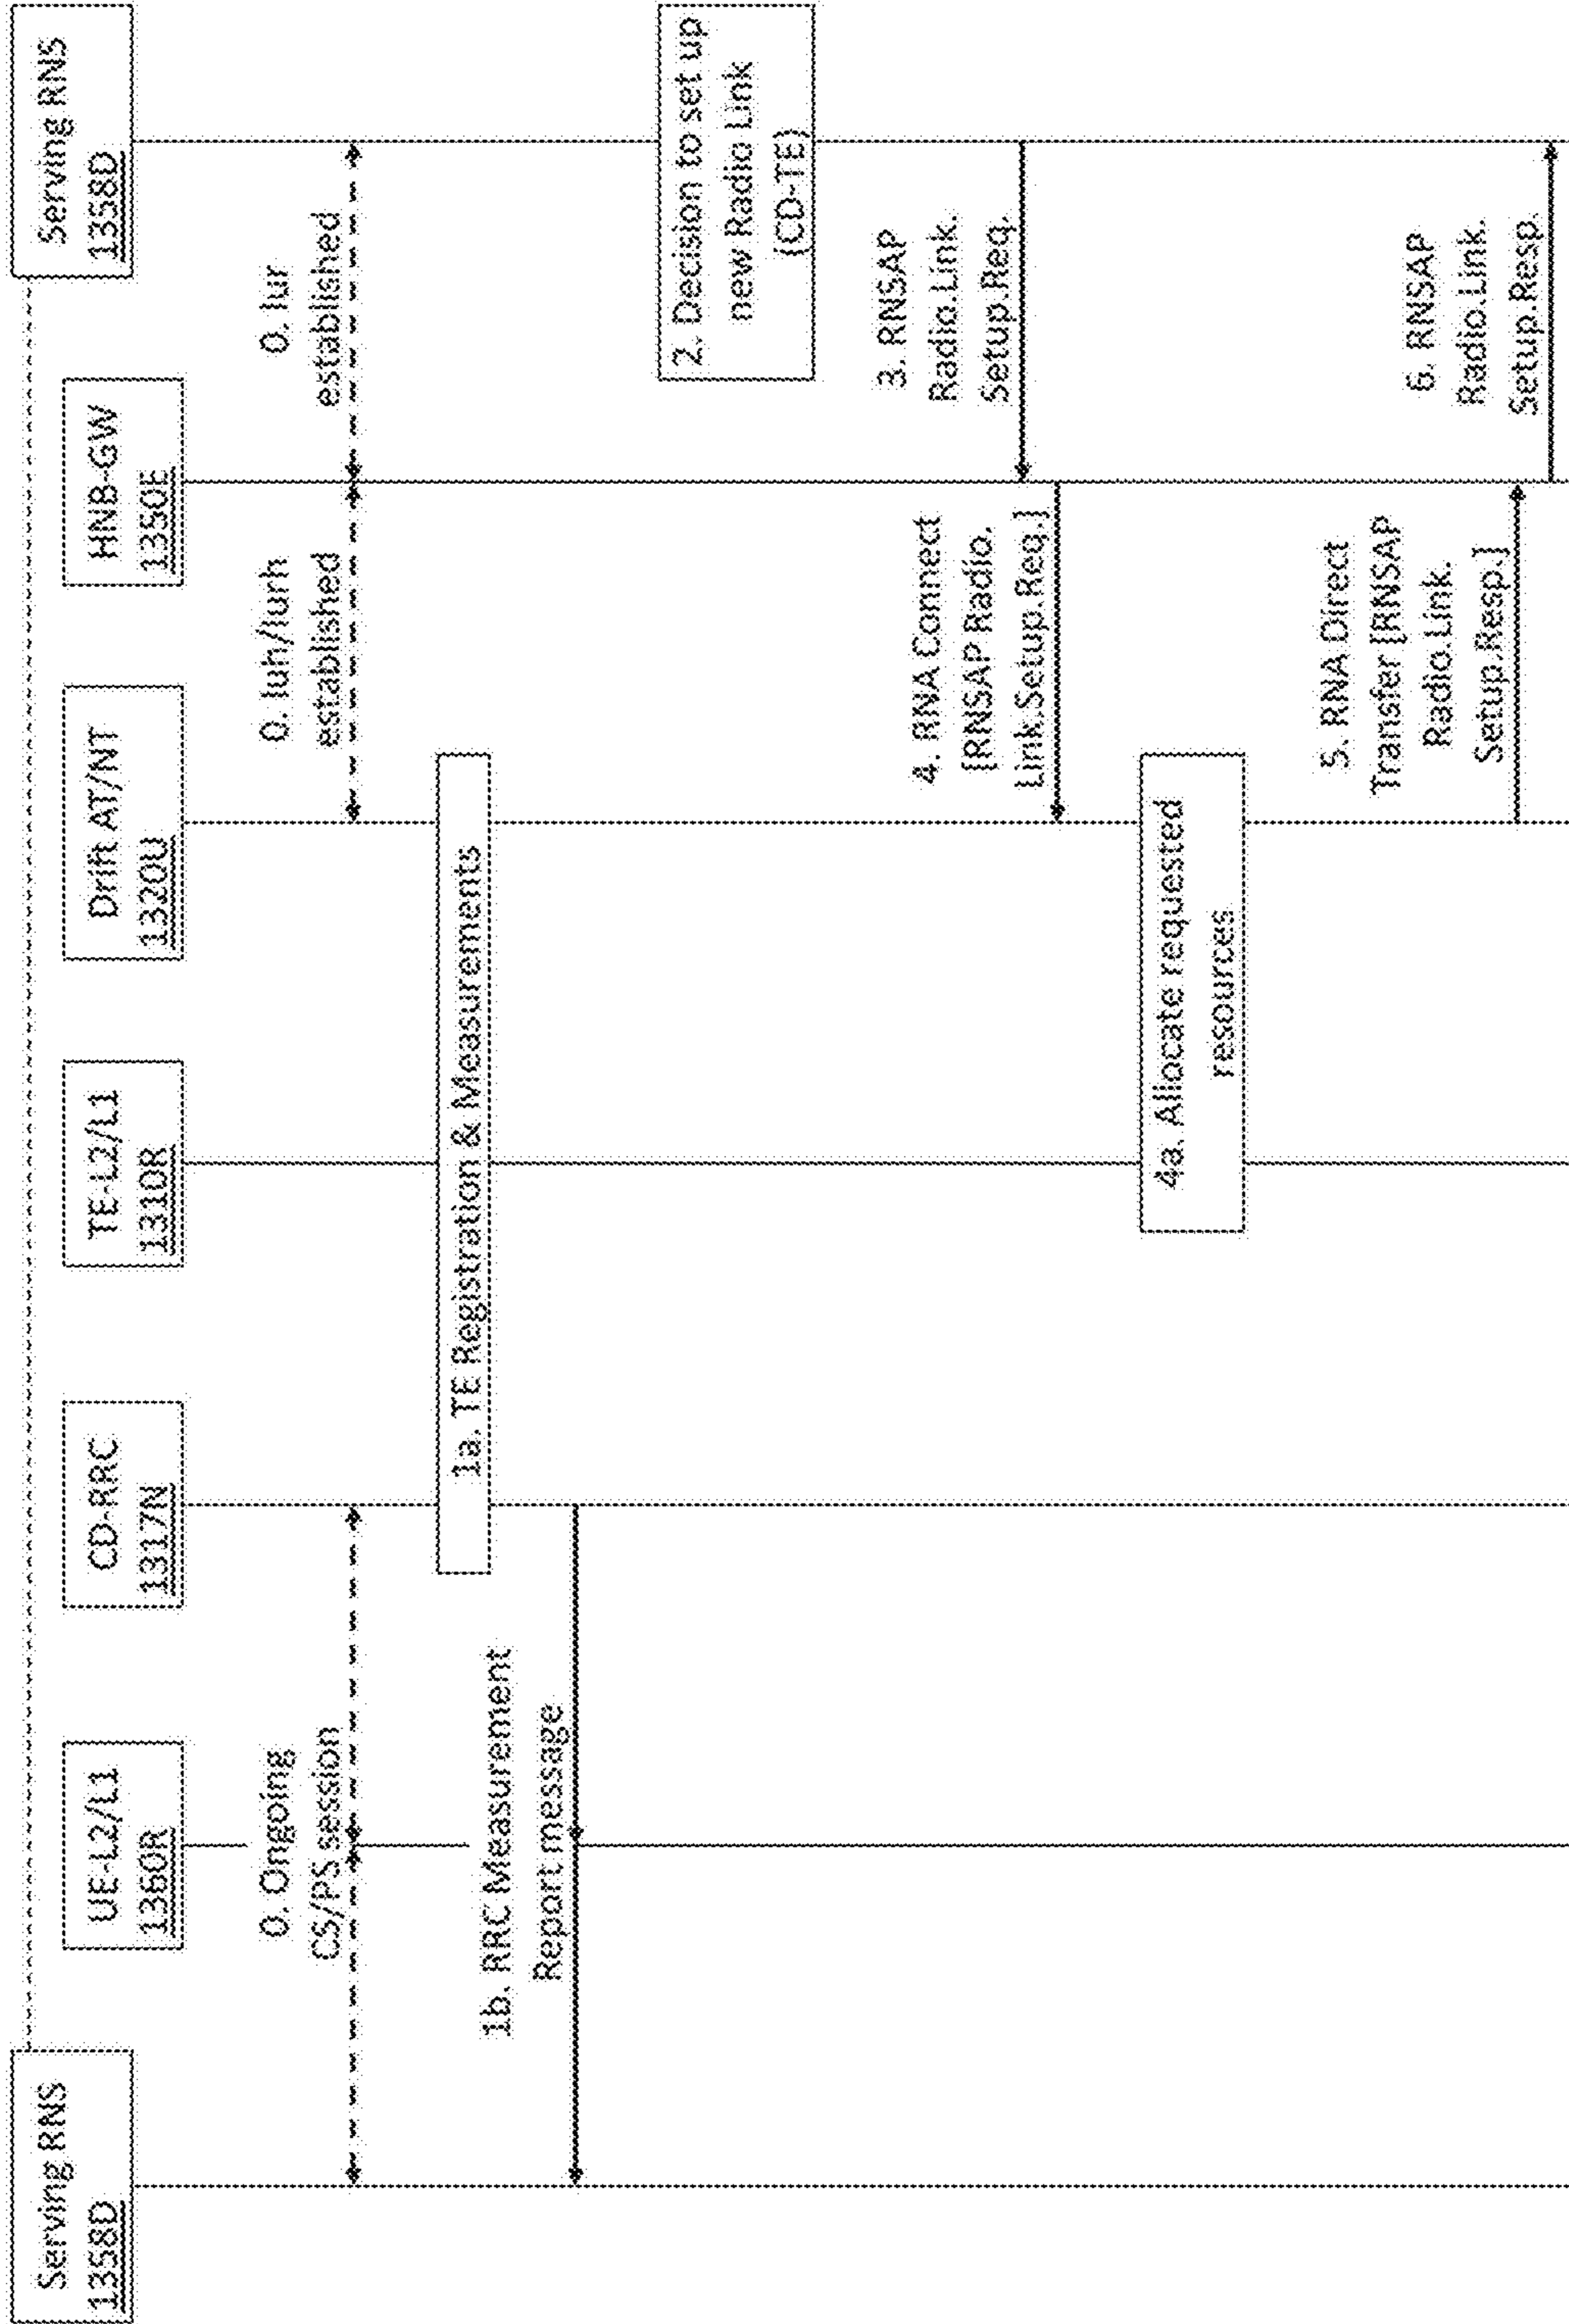 Serving RNS
1358D
UE-L2/L1
1360R
CD-RRC
1317N
TE-L2/L1
1310R
Drift AT/NT
1320U
HNB-GW
1350E
Serving RNS
1358D
0. Ongoing
CS/PS session
0. Iuh/Iurh
established
0. Iur
established
1a. TE Registration & Measurements
1b. RRC Measurement
Report message
2. Decision to set up
new Radio Link
(CD-TE)
3. RNSAP
Radio.Link.
Setup.Req.
4. RNA Connect
[RNSAP Radio.
Link.Setup.Req.]
4a. Allocate requested
resources
5. RNA Direct
Transfer [RNSAP
Radio.Link.
Setup.Resp.]
6. RNSAP
Radio.Link.
Setup.Resp.